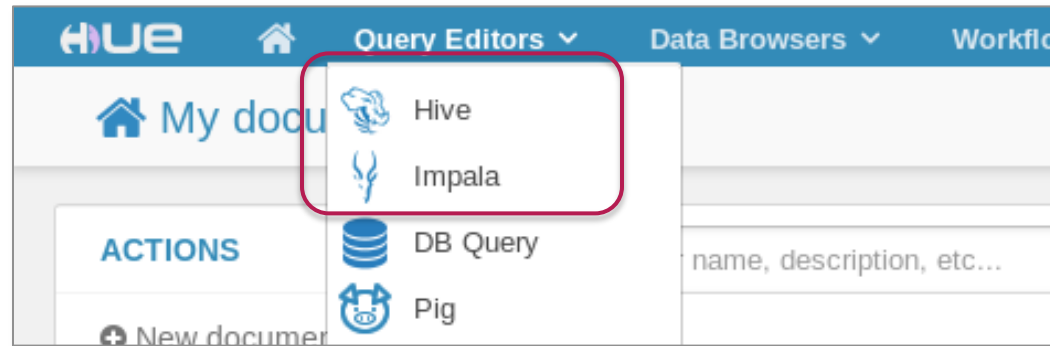 HUE Query Editors Data Browsers Workflo
My docu
Hive
Impala
ACTIONS
DB Query
name, description, etc...
Pig
New documen